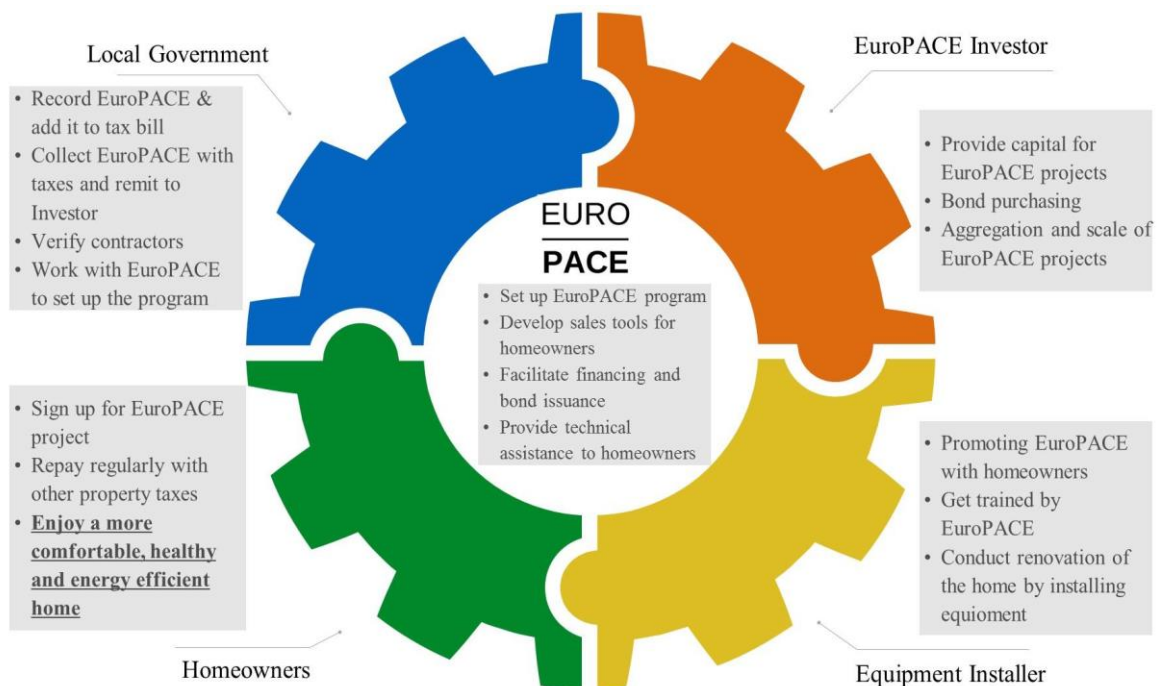 Local Government
• Record EuroPACE &
add it to tax bill
• Collect EuroPACE with
taxes and remit to
Investor
• Verify contractors
• Work with EuroPACE
to set up the program
EuroPACE Investor
• Provide capital for
EuroPACE projects
• Bond purchasing
• Aggregation and scale of
EuroPACE projects
EURO
PACE
• Set up EuroPACE program
• Develop sales tools for
homeowners
• Facilitate financing and
bond issuance
• Provide technical
assistance to homeowners
• Sign up for EuroPACE
project
• Repay regularly with
other property taxes
• Enjoy a more
comfortable, healthy
and energy efficient
home
Homeowners
• Promoting EuroPACE
with homeowners
• Get trained by
EuroPACE
• Conduct renovation of
the home by installing
equioment
Equipment Installer